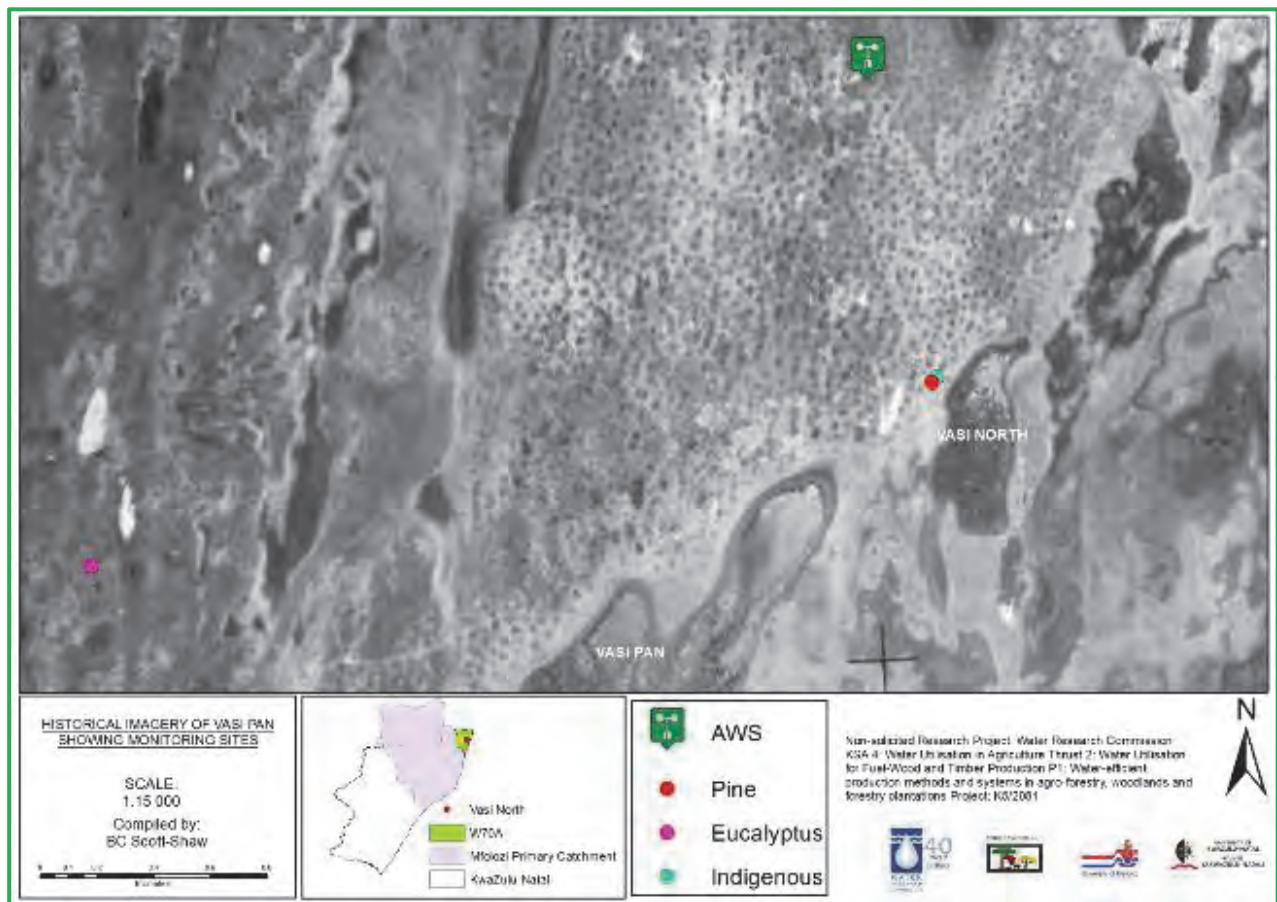 VASI NORTH
VASI PAN
HISTORICAL IMAGERY OF VASI PAN
SHOWING MONITORING SITES
SCALE:
1:15 000
Compiled by:
BC Scott-Shaw
Kilometers
Vasi North
W70A
Mfolozi Primary Catchment
KwaZulu Natal
AWS
Pine
Eucalyptus
Indigenous
Non-solicited Research Project: Water Research Commission
KSA 4: Water Utilisation in Agriculture Thrust 2: Water Utilisation
for Fuel-Wood and Timber Production P1: Water-efficient
production methods and systems in agro-forestry, woodlands and
forestry plantations Project: K5/2081
N
40
WATER